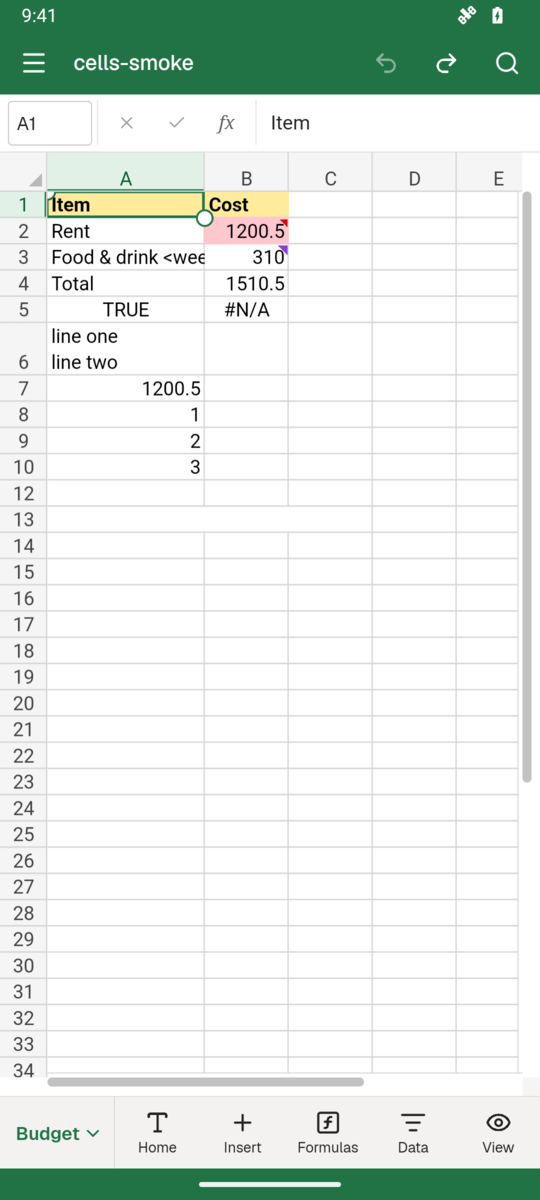 9:41
cells-smoke
A1
fx
Item
A B C D E
1 Item Cost
2 Rent 1200.5
3 Food & drink <wee 310
4 Total 1510.5
5 TRUE #N/A
line one
6 line two
7 1200.5
8 1
9 2
10 3
12
13
14
15
16
17
18
19
20
21
22
23
24
25
26
27
28
29
30
31
32
33
34
Budget
Home Insert Formulas Data View